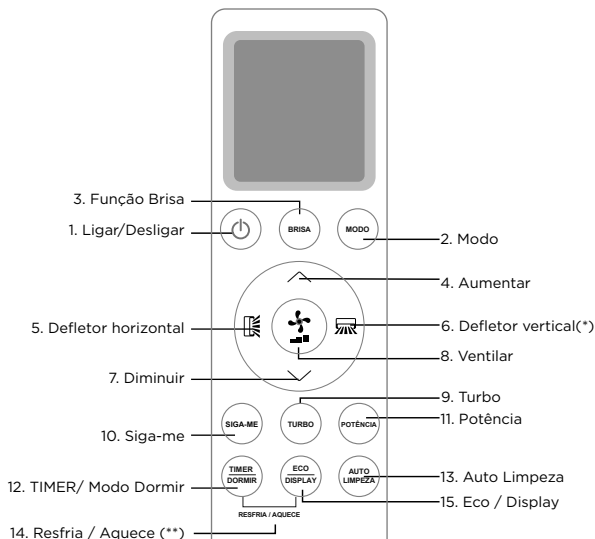 3. Função Brisa
1. Ligar/Desligar
BRISA
MODO
2. Modo
4. Aumentar
5. Defletor horizontal
6. Defletor vertical(*)
8. Ventilar
7. Diminuir
9. Turbo
11. Potência
SIGA-ME
TURBO
POTÊNCIA
10. Siga-me
TIMER
DORMIR
ECO
DISPLAY
AUTO
LIMPEZA
13. Auto Limpeza
12. TIMER/ Modo Dormir
15. Eco / Display
RESFRIA / AQUECE
14. Resfria / Aquece (**)